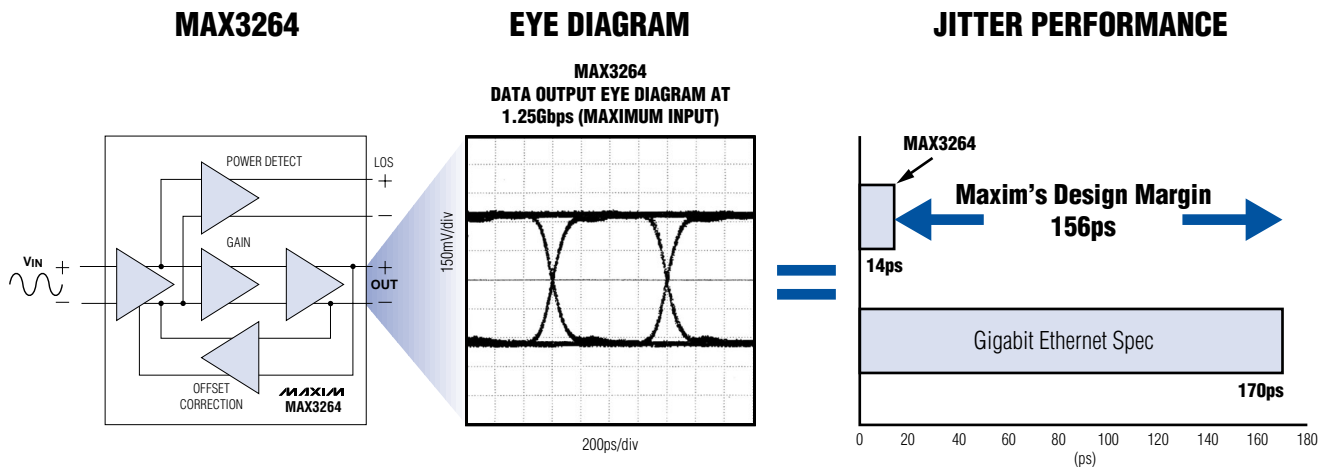 MAX3264
EYE DIAGRAM
JITTER PERFORMANCE
POWER DETECT
LOS
+
−
GAIN
VIN
+
−
+
OUT
−
OFFSET
CORRECTION
MAXIM
MAX3264
MAX3264
DATA OUTPUT EYE DIAGRAM AT
1.25Gbps (MAXIMUM INPUT)
150mV/div
200ps/div
=
MAX3264
Maxim's Design Margin
156ps
14ps
Gigabit Ethernet Spec
170ps
0 20 40 60 80 100 120 140 160 180
(ps)